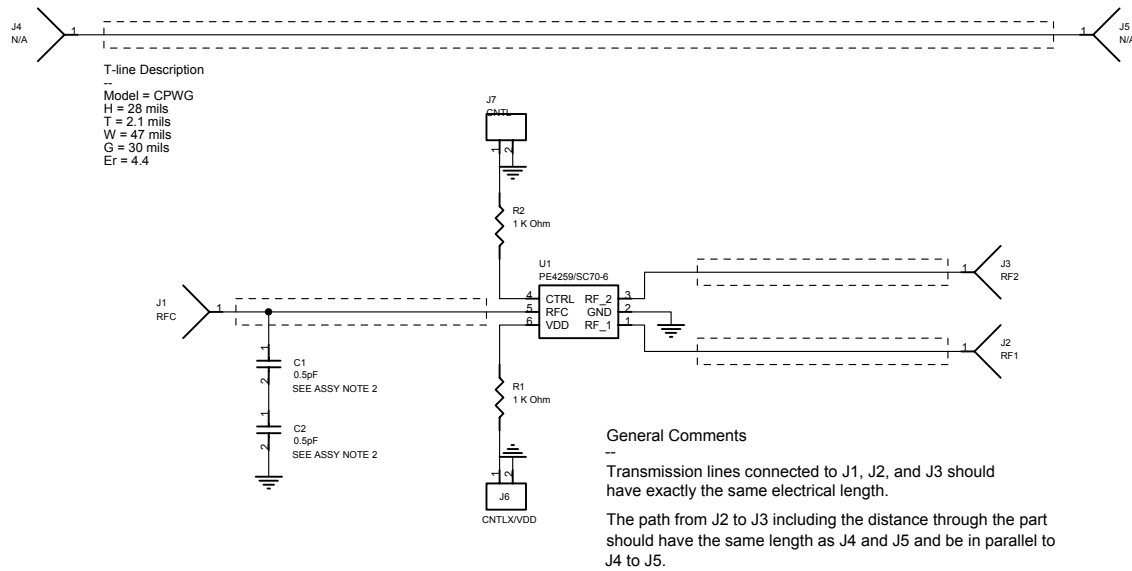 J4
N/A
1
1
J5
N/A
T-line Description
--
Model = CPWG
H = 28 mils
T = 2.1 mils
W = 47 mils
G = 30 mils
Er = 4.4
J7
CNTL
1
2
R2
1 K Ohm
U1
PE4259/SC70-6
4
CTRL
RF_2
3
5
RFC
GND
2
6
VDD
RF_1
1
J1
RFC
1
1
J3
RF2
1
J2
RF1
1
2
C1
0.5pF
SEE ASSY NOTE 2
1
2
C2
0.5pF
SEE ASSY NOTE 2
R1
1 K Ohm
1
2
J6
CNTLX/VDD
General Comments
--
Transmission lines connected to J1, J2, and J3 should
have exactly the same electrical length.
The path from J2 to J3 including the distance through the part
should have the same length as J4 and J5 and be in parallel to
J4 to J5.